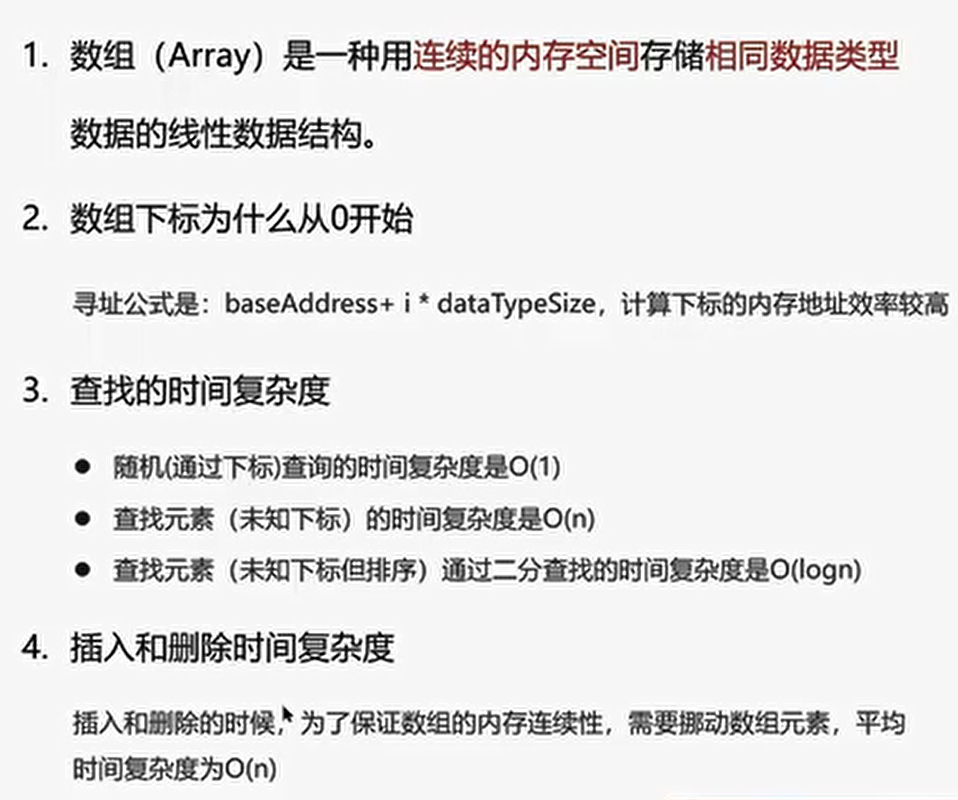 1. 数组（Array）是一种用连续的内存空间存储相同数据类型
数据的线性数据结构。
2. 数组下标为什么从0开始
寻址公式是：baseAddress+ i * dataTypeSize，计算下标的内存地址效率较高
3. 查找的时间复杂度
● 随机(通过下标)查询的时间复杂度是O(1)
● 查找元素（未知下标）的时间复杂度是O(n)
● 查找元素（未知下标但排序）通过二分查找的时间复杂度是O(logn)
4. 插入和删除时间复杂度
插入和删除的时候，为了保证数组的内存连续性，需要挪动数组元素，平均
时间复杂度为O(n)